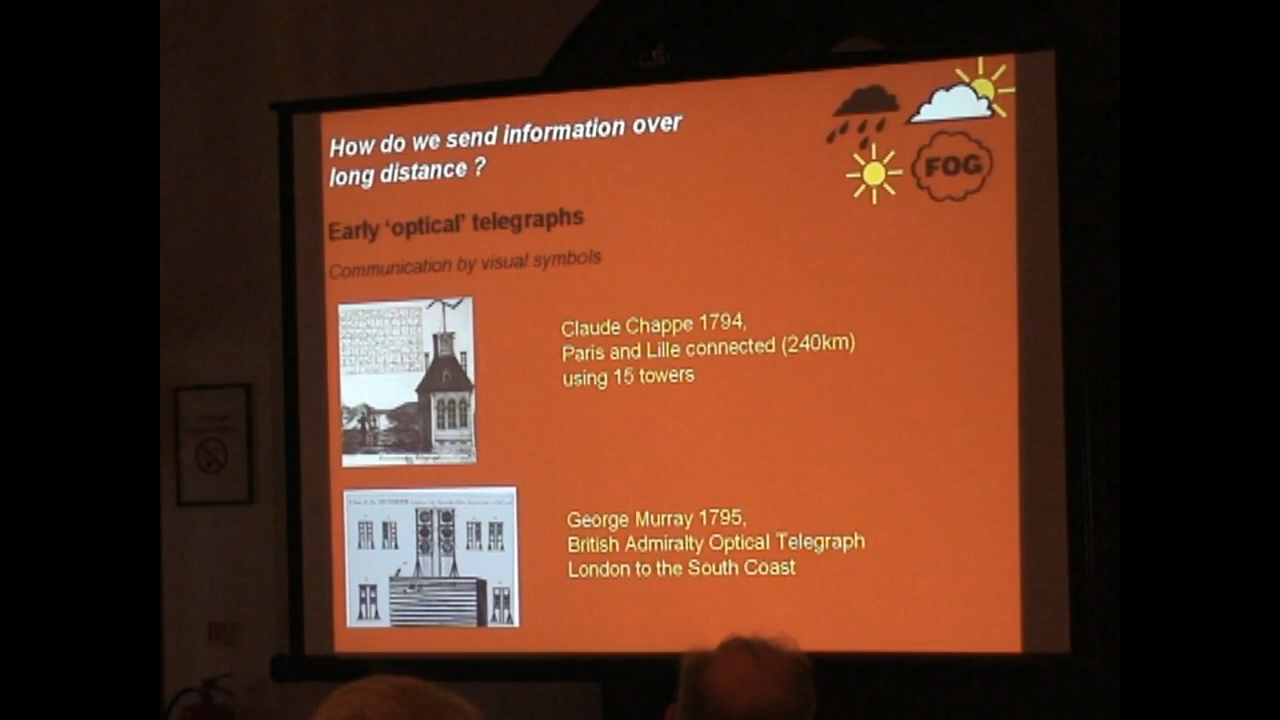 How do we send information over
long distance ?
FOG
Early ‘optical’ telegraphs
Communication by visual symbols
Claude Chappe 1794,
Paris and Lille connected (240km)
using 15 towers
George Murray 1795,
British Admiralty Optical Telegraph
London to the South Coast